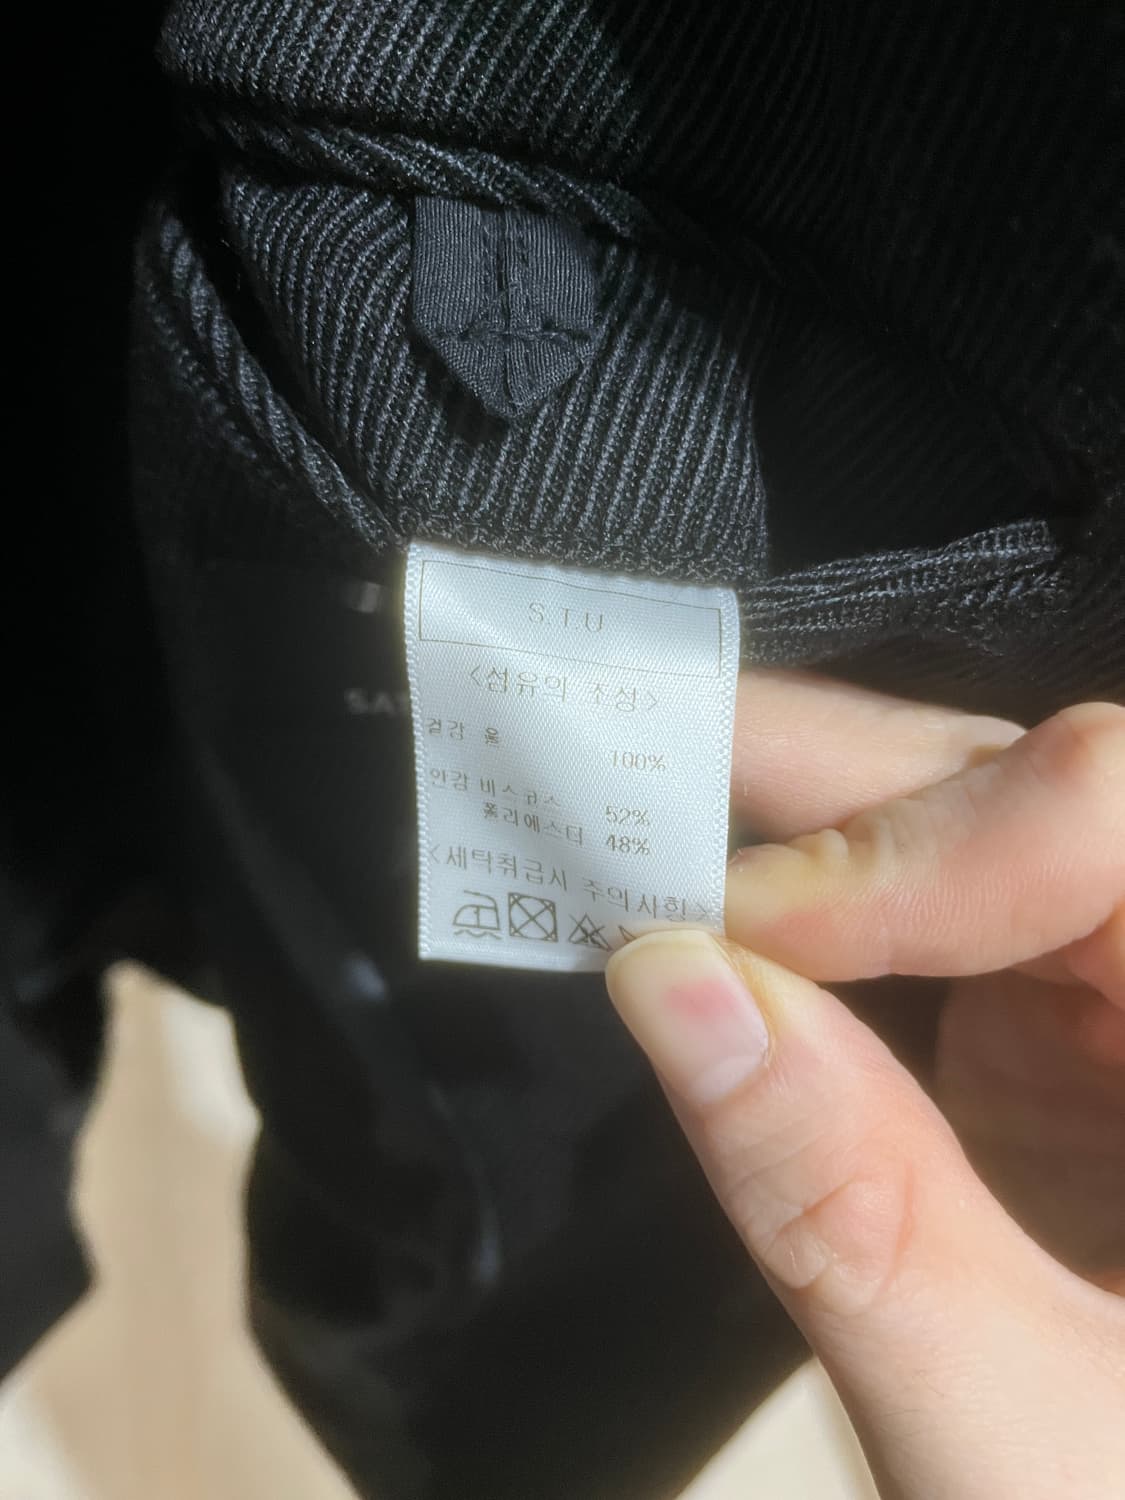 S.T.U
<섬유의 조성>
겉감 울
100%
안감 비스코스 52%
폴리에스터 48%
<세탁취급시 주의사항>